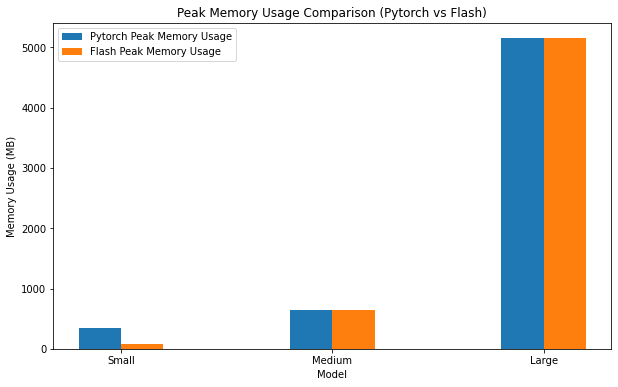 Peak Memory Usage Comparison (Pytorch vs Flash)
Pytorch Peak Memory Usage
Flash Peak Memory Usage
Memory Usage (MB)
5000
4000
3000
2000
1000
0
Small Medium Large
Model